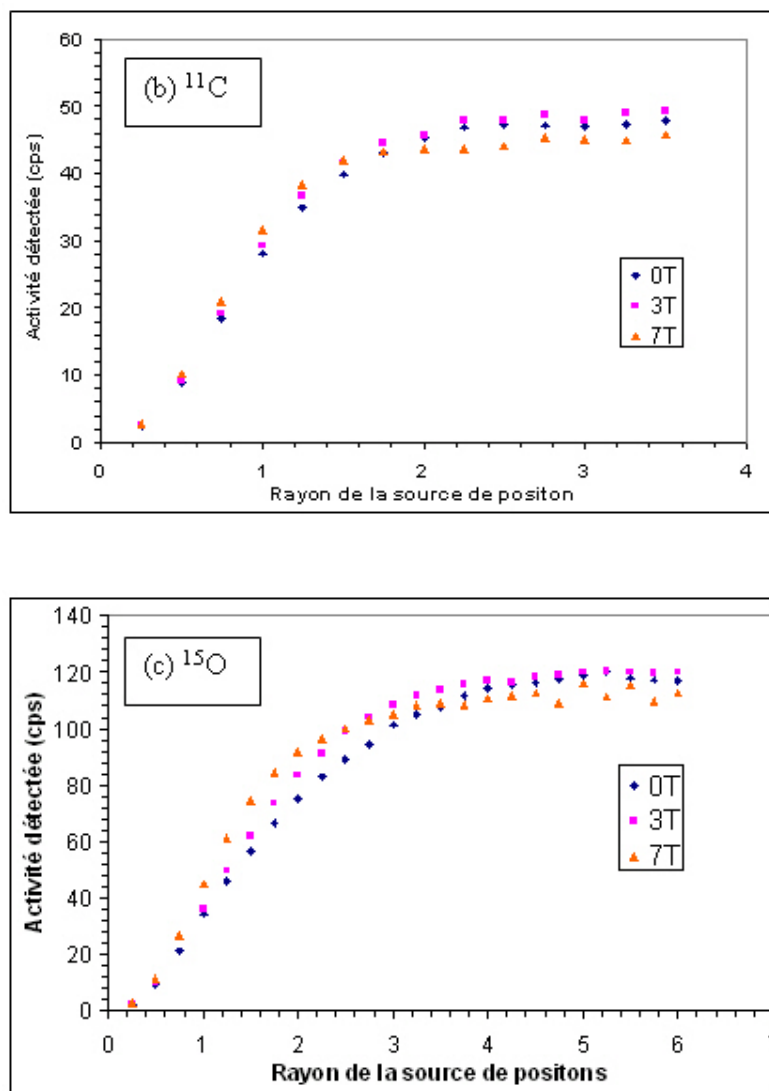 60
50
40
30
20
10
0
Activité détectée (cps)
(b) ¹¹C
0T
3T
7T
0 1 2 3 4
Rayon de la source de positon
140
120
100
80
60
40
20
0
Activité détectée (cps)
(c) ¹⁵O
0T
3T
7T
0 1 2 3 4 5 6
Rayon de la source de positons